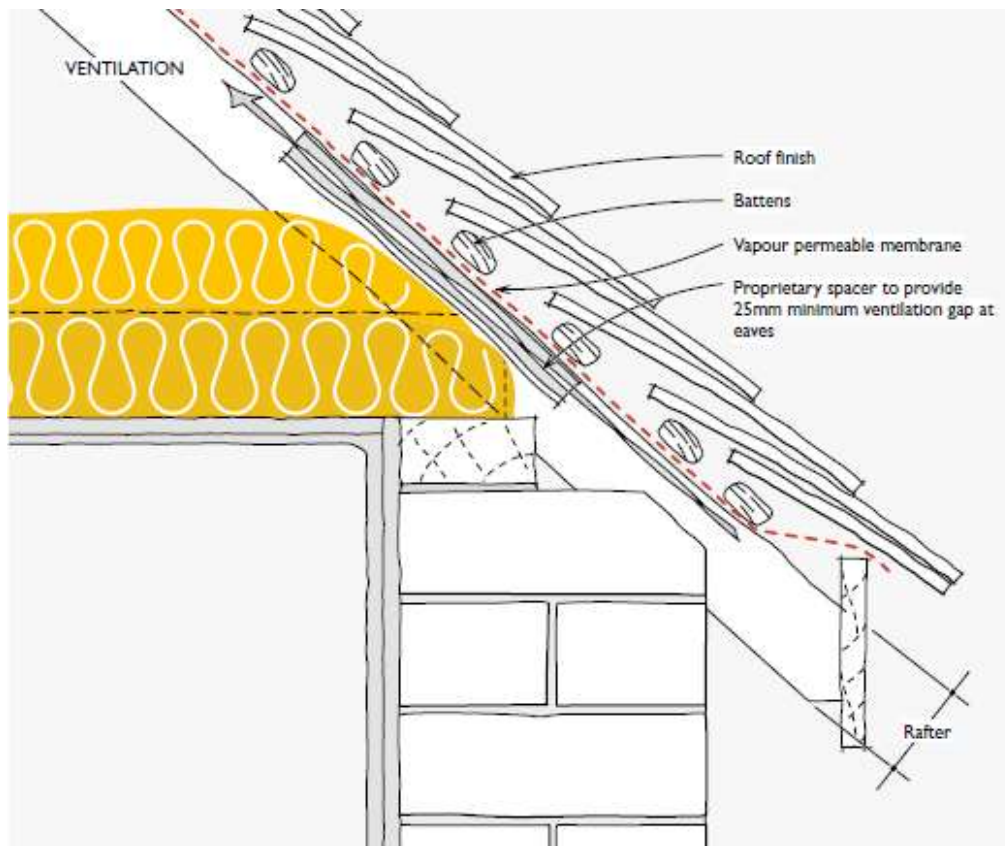 VENTILATION
Roof finish
Battens
Vapour permeable membrane
Proprietary spacer to provide
25mm minimum ventilation gap at
eaves
Rafter